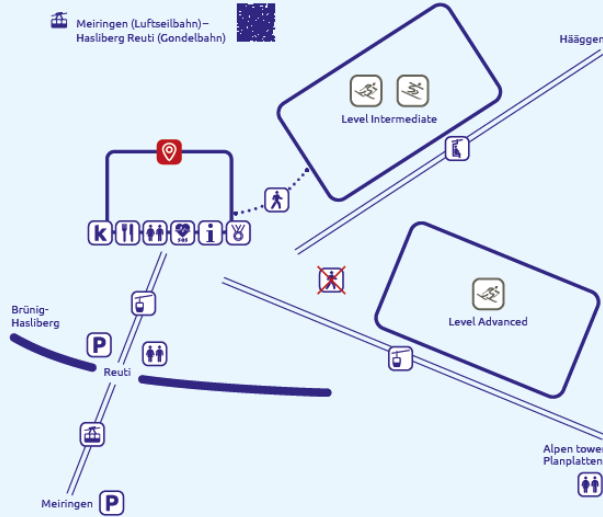 Meiringen (Luftseilbahn) –
Hasliberg Reuti (Gondelbahn)
Hääggen
Level Intermediate
k
i
Level Advanced
Brünig-
Hasliberg
P
Reuti
Alpen tower
Planplatten
Meiringen P